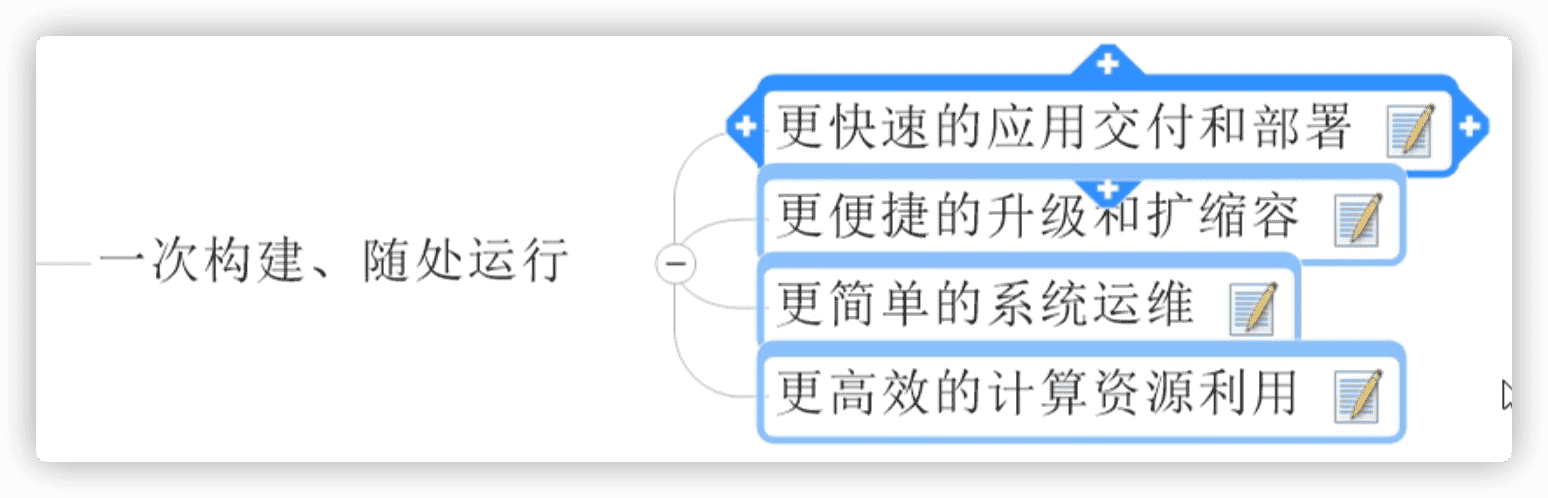 一次构建、随处运行
更快速的应用交付和部署
更便捷的升级和扩缩容
更简单的系统运维
更高效的计算资源利用